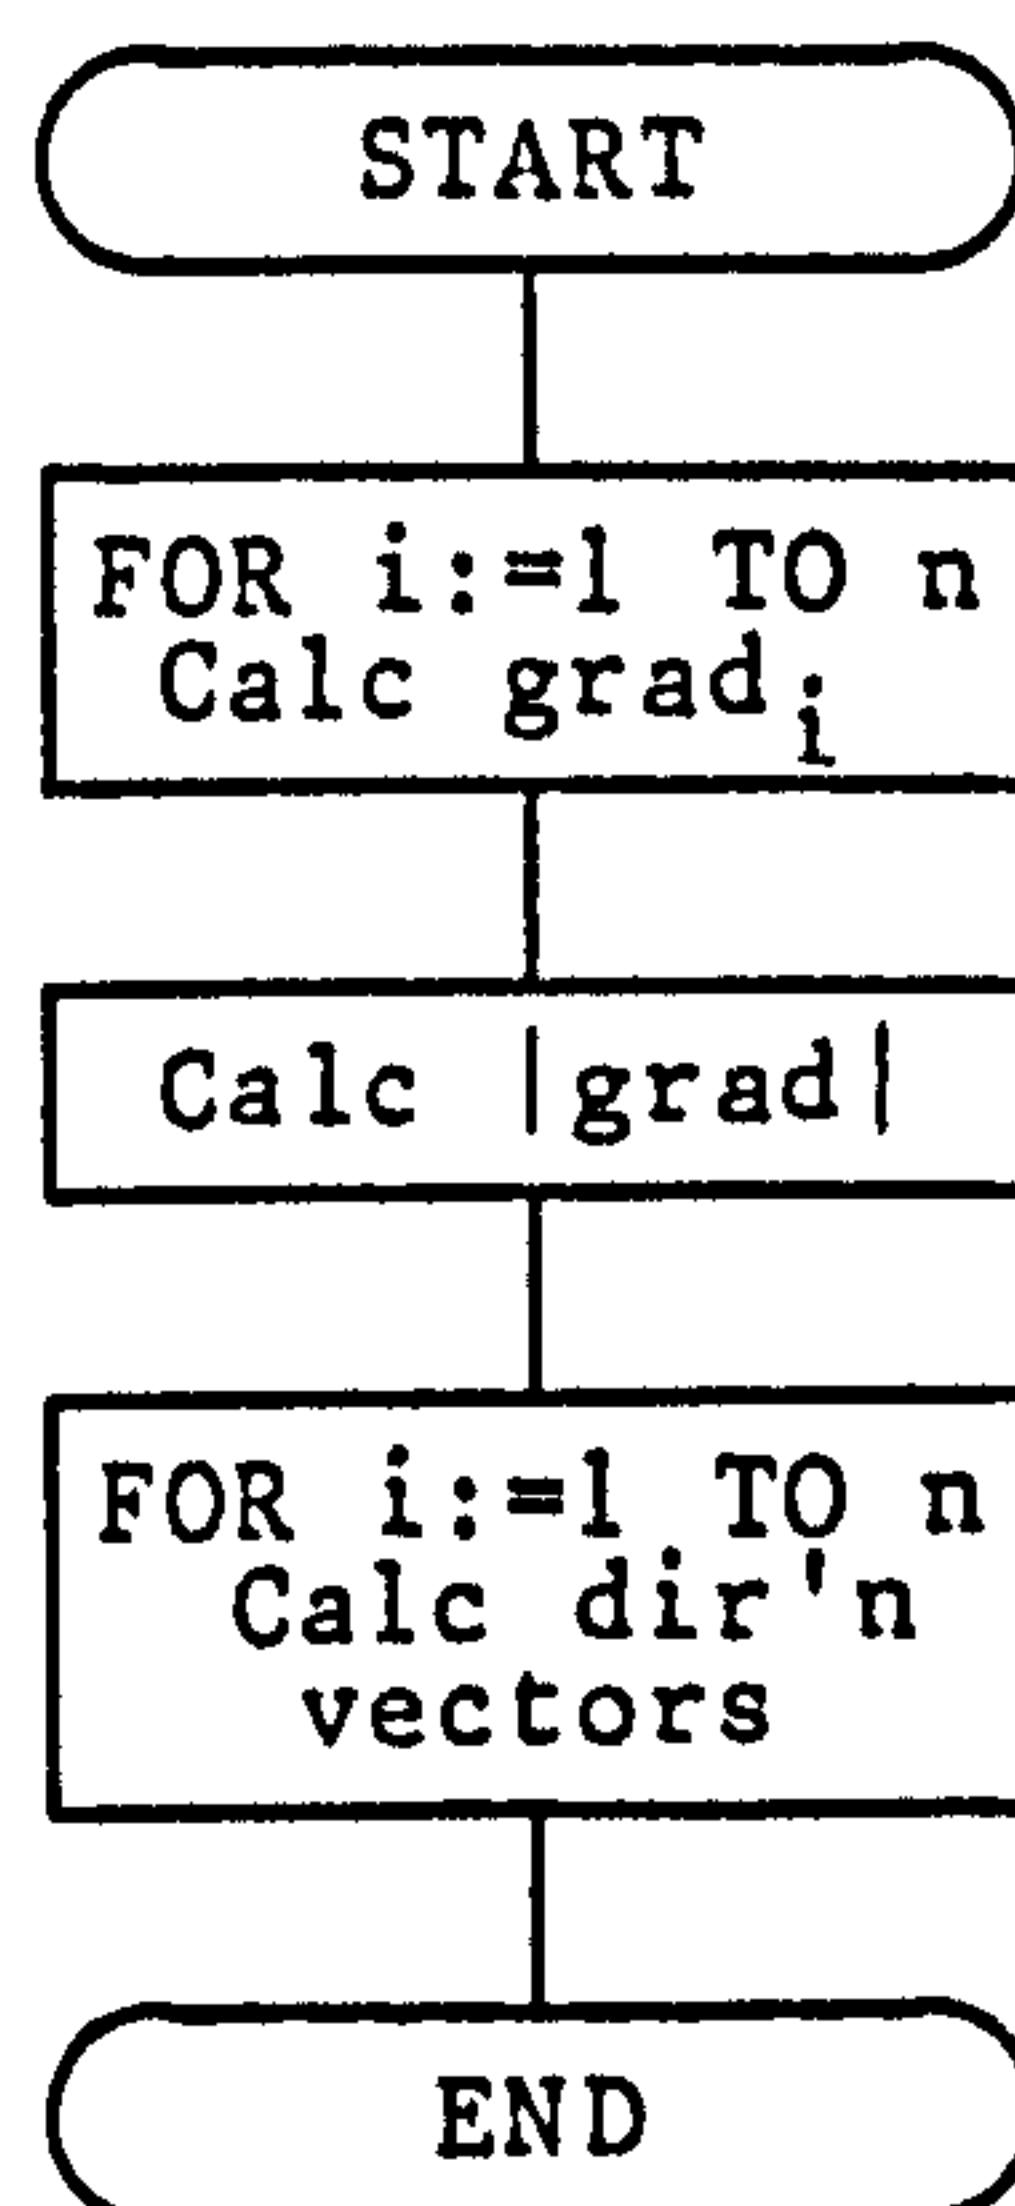 START
FOR i:=1 TO n
Calc grad i
Calc |grad|
FOR i:=1 TO n
Calc dir'n
vectors
END